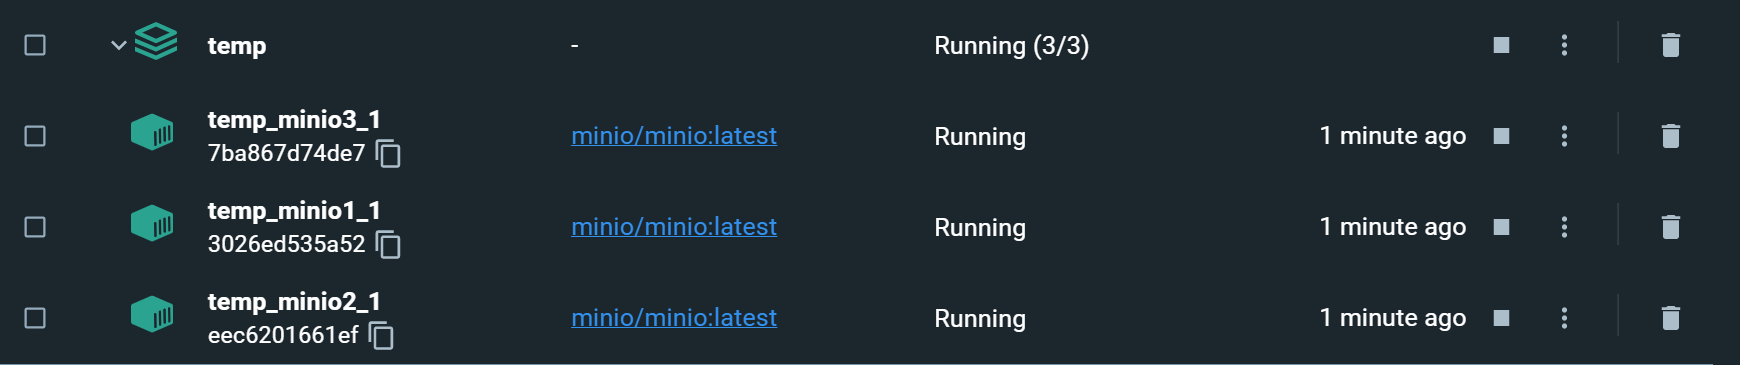 temp - Running (3/3)
temp_minio3_1
7ba867d74de7
minio/minio:latest Running 1 minute ago
temp_minio1_1
3026ed535a52
minio/minio:latest Running 1 minute ago
temp_minio2_1
eec6201661ef
minio/minio:latest Running 1 minute ago